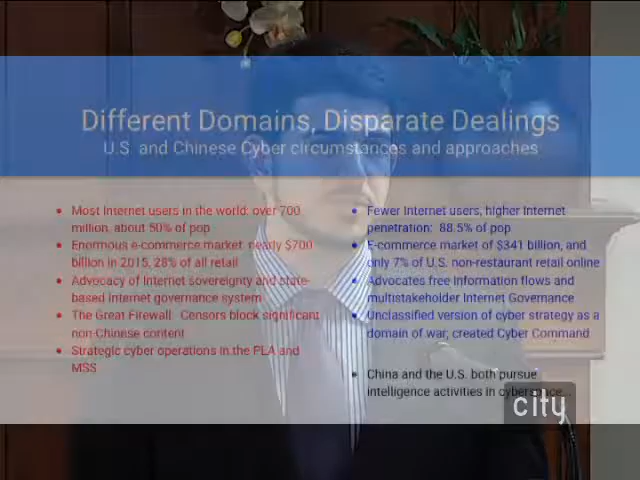 Different Domains, Disparate Dealings
U.S. and Chinese Cyber circumstances and approaches
• Most Internet users in the world: over 700
million, about 50% of pop
• Enormous e-commerce market: nearly $700
billion in 2015, 28% of all retail
• Advocacy of Internet sovereignty and state-
based internet governance system
• The Great Firewall: Censors block significant
non-Chinese content
• Strategic cyber operations in the PLA and
MSS
• Fewer Internet users, higher Internet
penetration: 88.5% of pop
• E-commerce market of $341 billion, and
only 7% of U.S. non-restaurant retail online
• Advocates free Information flows and
multistakeholder Internet Governance
• Unclassified version of cyber strategy as a
domain of war; created Cyber Command
• China and the U.S. both pursue
intelligence activities in cyberspace...
city